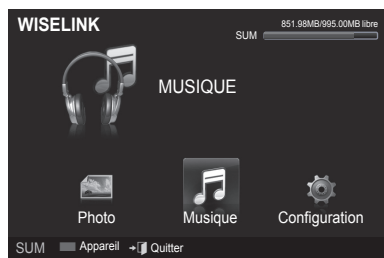 WISELINK
851.98MB/995.00MB libre
SUM
MUSIQUE
Photo Musique Configuration
SUM Appareil Quitter